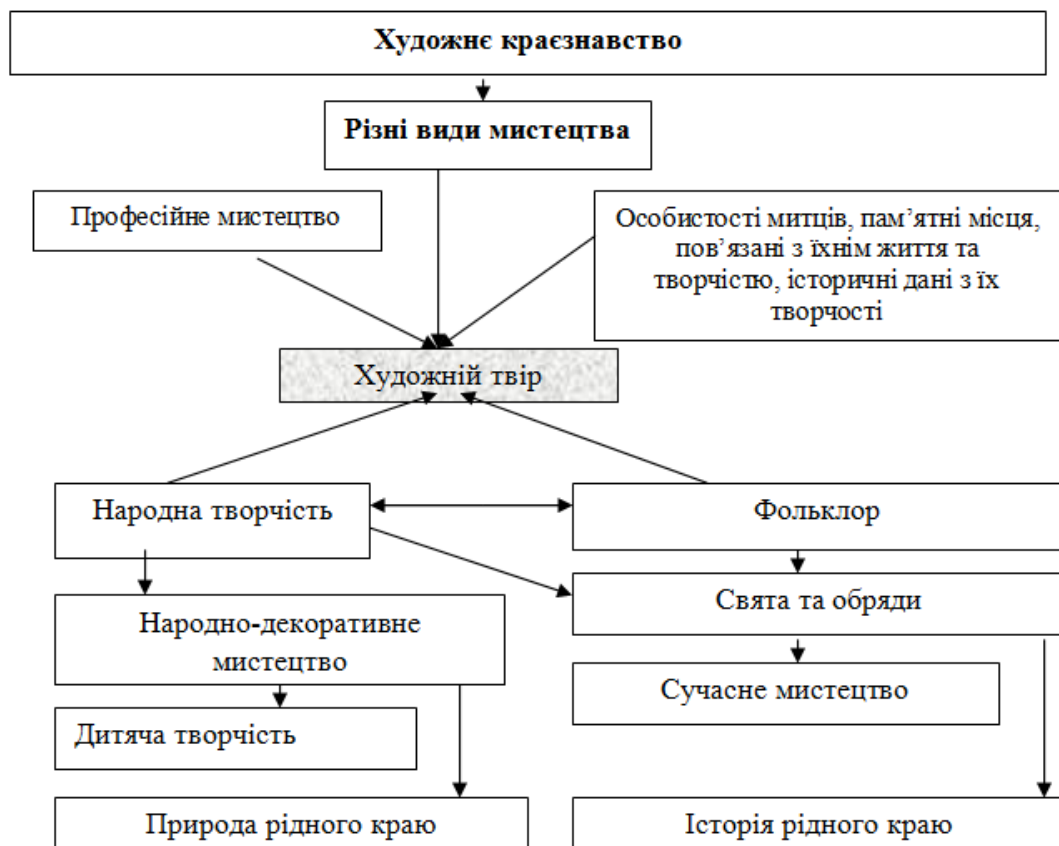 Художнє краєзнавство
Різні види мистецтва
Професійне мистецтво
Особистості митців, пам’ятні місця,
пов’язані з їхнім життя та
творчістю, історичні дані з їх
творчості
Художній твір
Народна творчість
Фольклор
Свята та обряди
Народно-декоративне
мистецтво
Сучасне мистецтво
Дитяча творчість
Природа рідного краю
Історія рідного краю